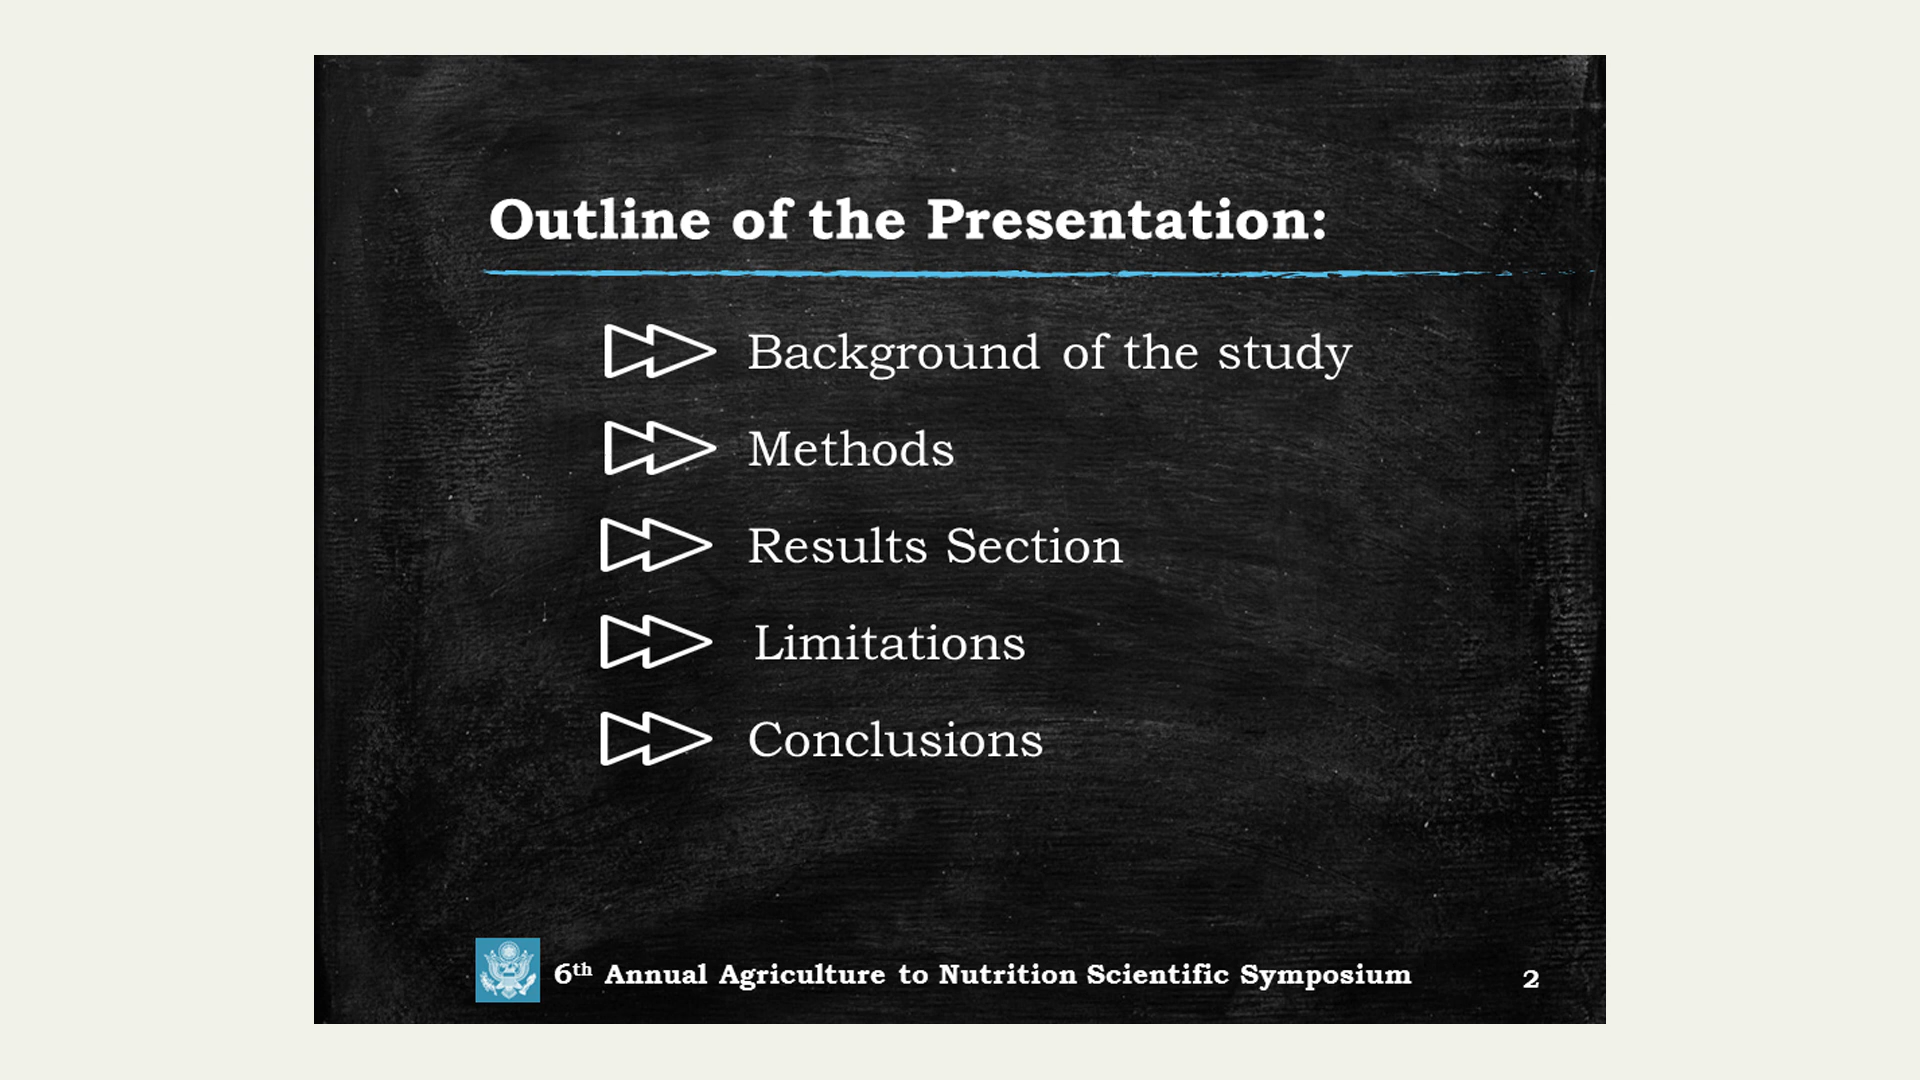 Outline of the Presentation:
Background of the study
Methods
Results Section
Limitations
Conclusions
6th Annual Agriculture to Nutrition Scientific Symposium
2